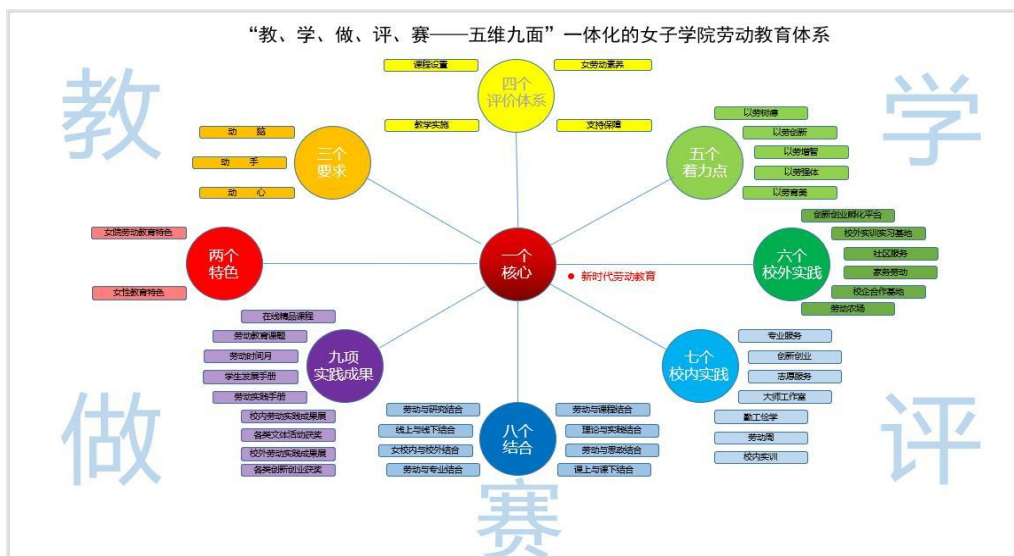 “教、学、做、评、赛——五维九面”一体化的女子学院劳动教育体系
教
学
做
评
赛
一个
核心
新时代劳动教育
两个
特色
女院劳动教育特色
女性教育特色
三个
要求
动 脑
动 手
动 心
四个
评价体系
课程设置
女劳动素养
教学实施
支持保障
五个
着力点
以劳树德
以劳创新
以劳增智
以劳强体
以劳育美
六个
校外实践
创新创业孵化平台
校外实训实习基地
社区服务
家务劳动
校企合作基地
劳动农场
七个
校内实践
专业服务
创新创业
志愿服务
大师工作室
勤工俭学
劳动周
校内实训
八个
结合
劳动与研究结合
线上与线下结合
女校内与校外结合
劳动与专业结合
劳动与课程结合
理论与实践结合
劳动与思政结合
课上与课下结合
九项
实践成果
在线精品课程
劳动教育课题
劳动时间月
学生发展手册
劳动实践手册
校内劳动实践成果展
各类文体活动获奖
校外劳动实践成果展
各类创新创业获奖